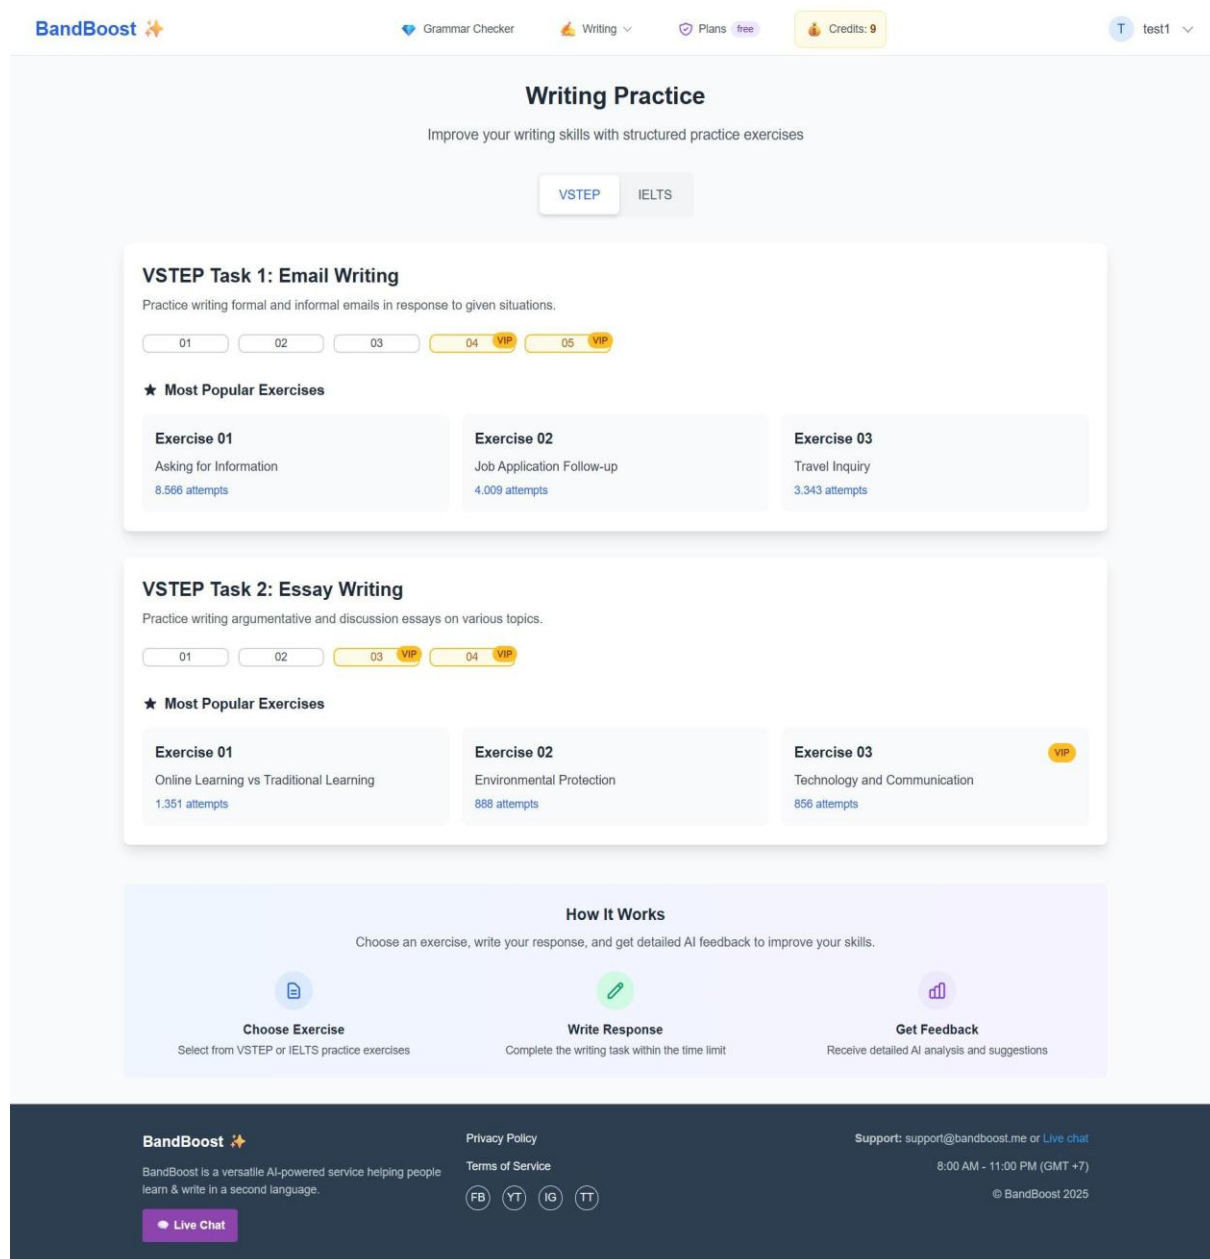 BandBoost
Grammar Checker
Writing
Plans free
Credits: 9
T test1
Writing Practice
Improve your writing skills with structured practice exercises
VSTEP IELTS
VSTEP Task 1: Email Writing
Practice writing formal and informal emails in response to given situations.
01 02 03 04 VIP 05 VIP
★ Most Popular Exercises
Exercise 01
Asking for Information
8.566 attempts
Exercise 02
Job Application Follow-up
4.009 attempts
Exercise 03
Travel Inquiry
3.343 attempts
VSTEP Task 2: Essay Writing
Practice writing argumentative and discussion essays on various topics.
01 02 03 VIP 04 VIP
★ Most Popular Exercises
Exercise 01
Online Learning vs Traditional Learning
1.351 attempts
Exercise 02
Environmental Protection
888 attempts
Exercise 03 VIP
Technology and Communication
856 attempts
How It Works
Choose an exercise, write your response, and get detailed AI feedback to improve your skills.
Choose Exercise
Select from VSTEP or IELTS practice exercises
Write Response
Complete the writing task within the time limit
Get Feedback
Receive detailed AI analysis and suggestions
BandBoost
BandBoost is a versatile AI-powered service helping people
learn & write in a second language.
Live Chat
Privacy Policy
Terms of Service
FB YT IG TT
Support: support@bandboost.me or Live chat
8:00 AM - 11:00 PM (GMT +7)
© BandBoost 2025